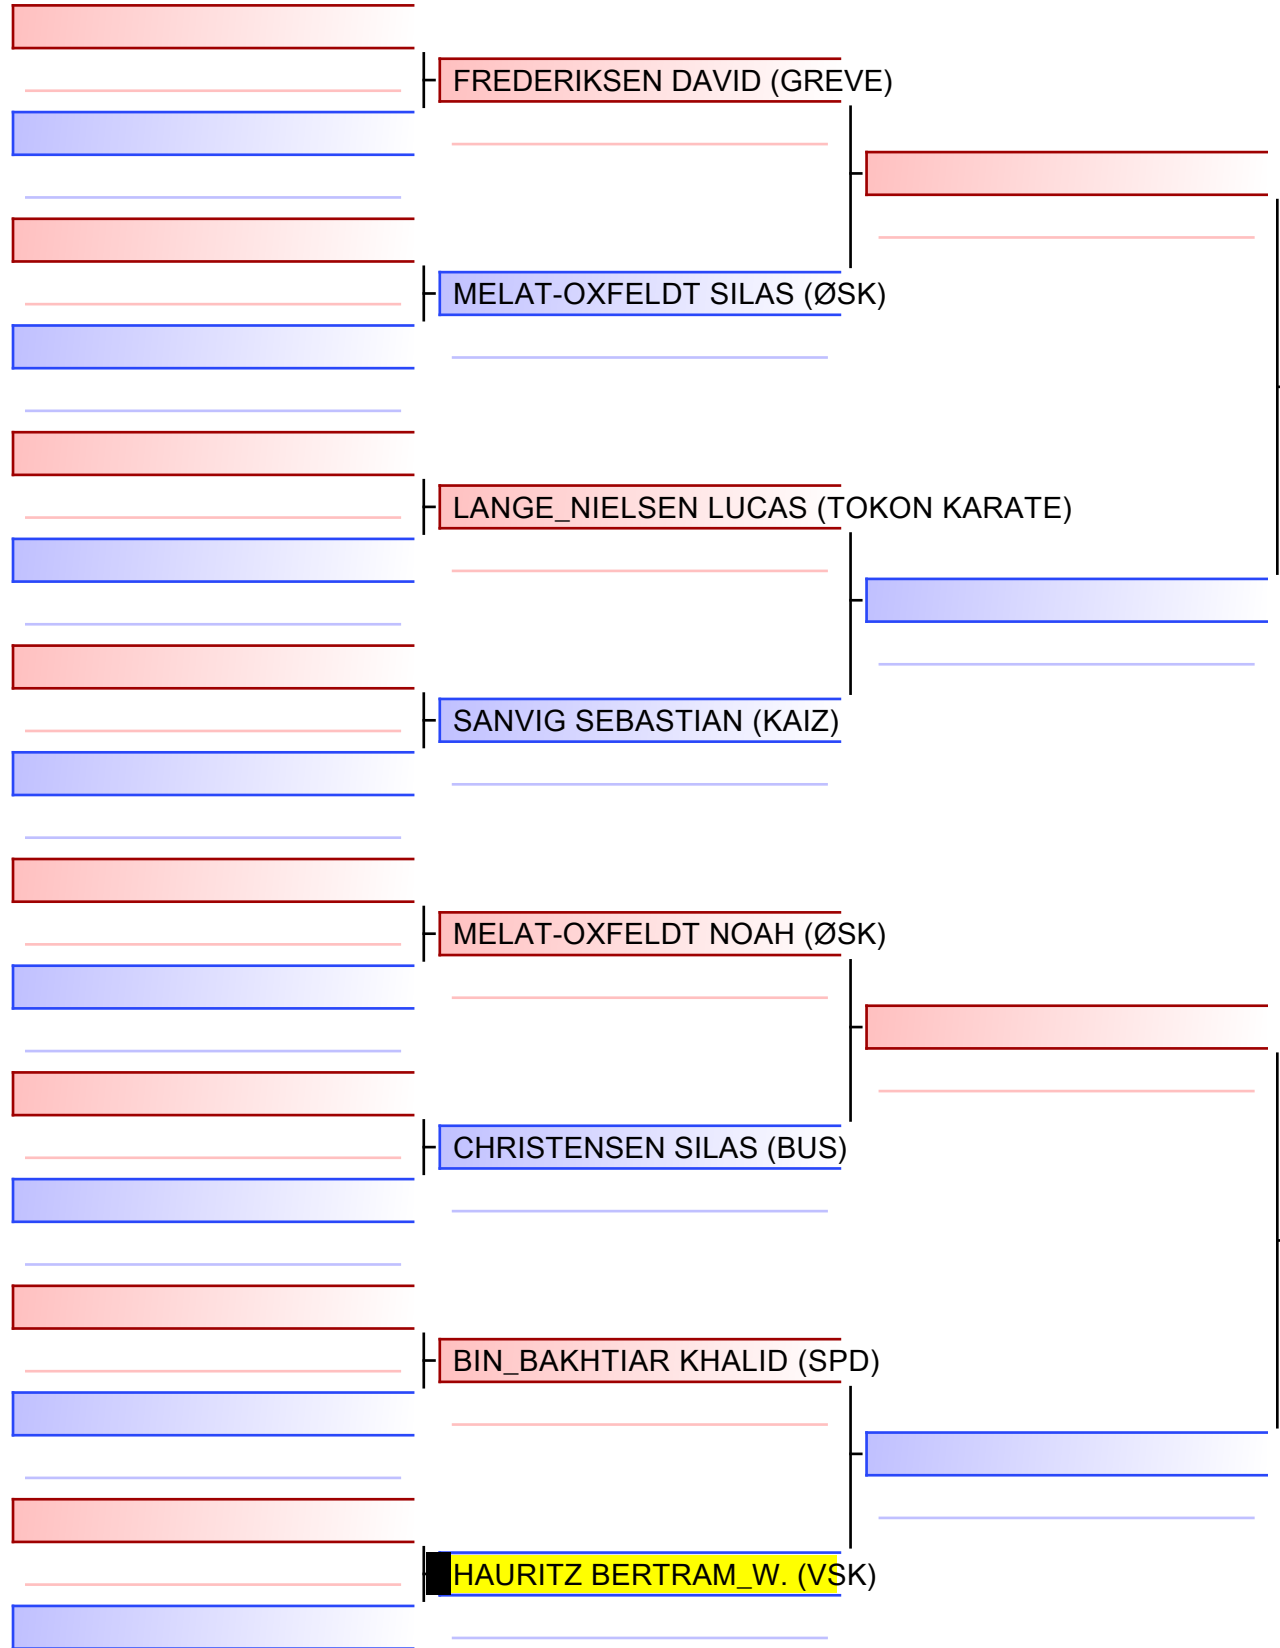 FREDERIKSEN DAVID (GREVE)
MELAT-OXFELDT SILAS (ØSK)
LANGE_NIELSEN LUCAS (TOKON KARATE)
SANVIG SEBASTIAN (KAIZ)
MELAT-OXFELDT NOAH (ØSK)
CHRISTENSEN SILAS (BUS)
BIN_BAKHTIAR KHALID (SPD)
HAURITZ BERTRAM_W. (VSK)